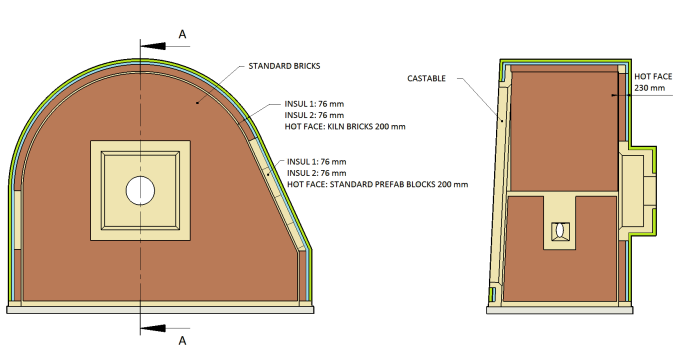 A
STANDARD BRICKS
INSUL 1: 76 mm
INSUL 2: 76 mm
HOT FACE: KILN BRICKS 200 mm
INSUL 1: 76 mm
INSUL 2: 76 mm
HOT FACE: STANDARD PREFAB BLOCKS 200 mm
A
CASTABLE
HOT FACE
230 mm